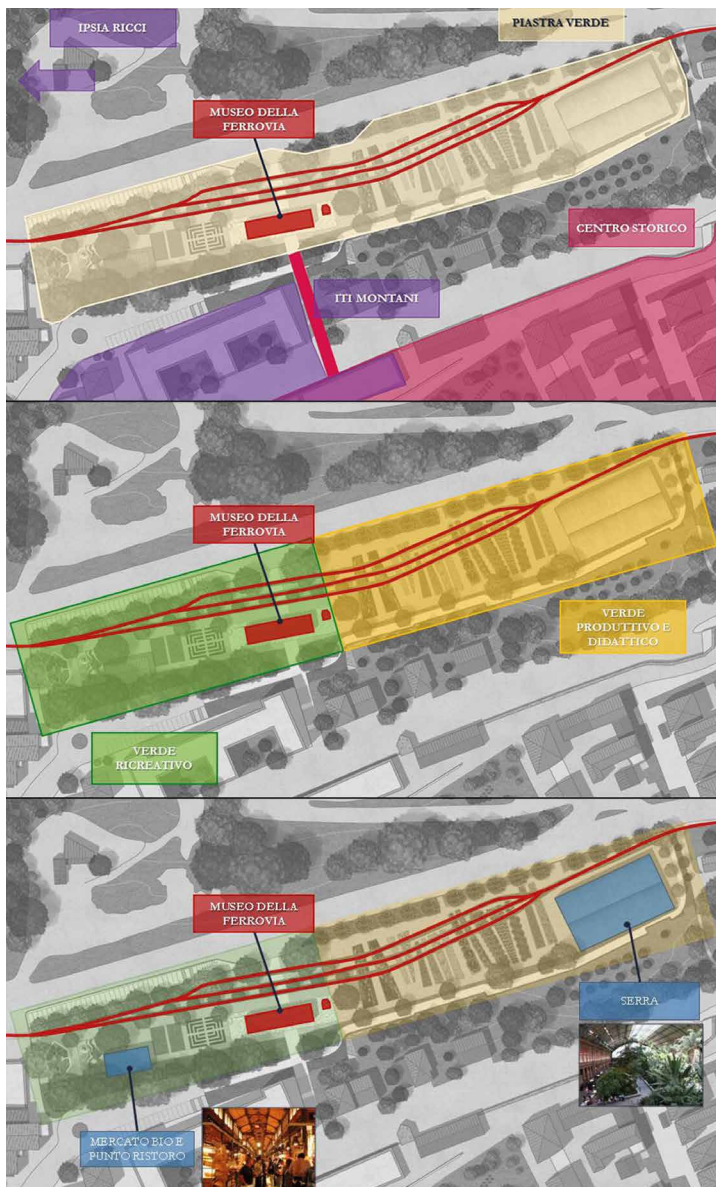 IPSIA RICCI
PIASTRA VERDE
MUSEO DELLA
FERROVIA
CENTRO STORICO
ITI MONTANI
MUSEO DELLA
FERROVIA
VERDE
PRODUTTIVO E
DIDATTICO
VERDE
RICREATIVO
MUSEO DELLA
FERROVIA
SERRA
MERCATO BIO E
PUNTO RISTORO